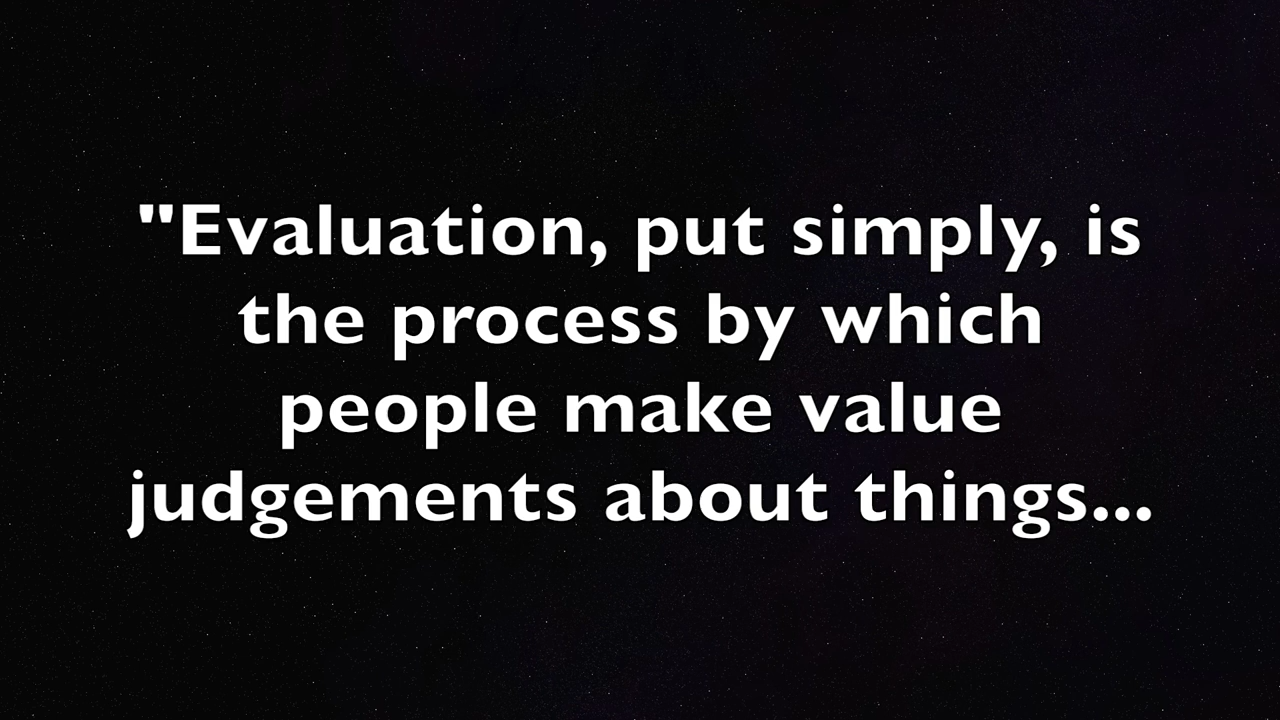 "Evaluation, put simply, is
the process by which
people make value
judgements about things...